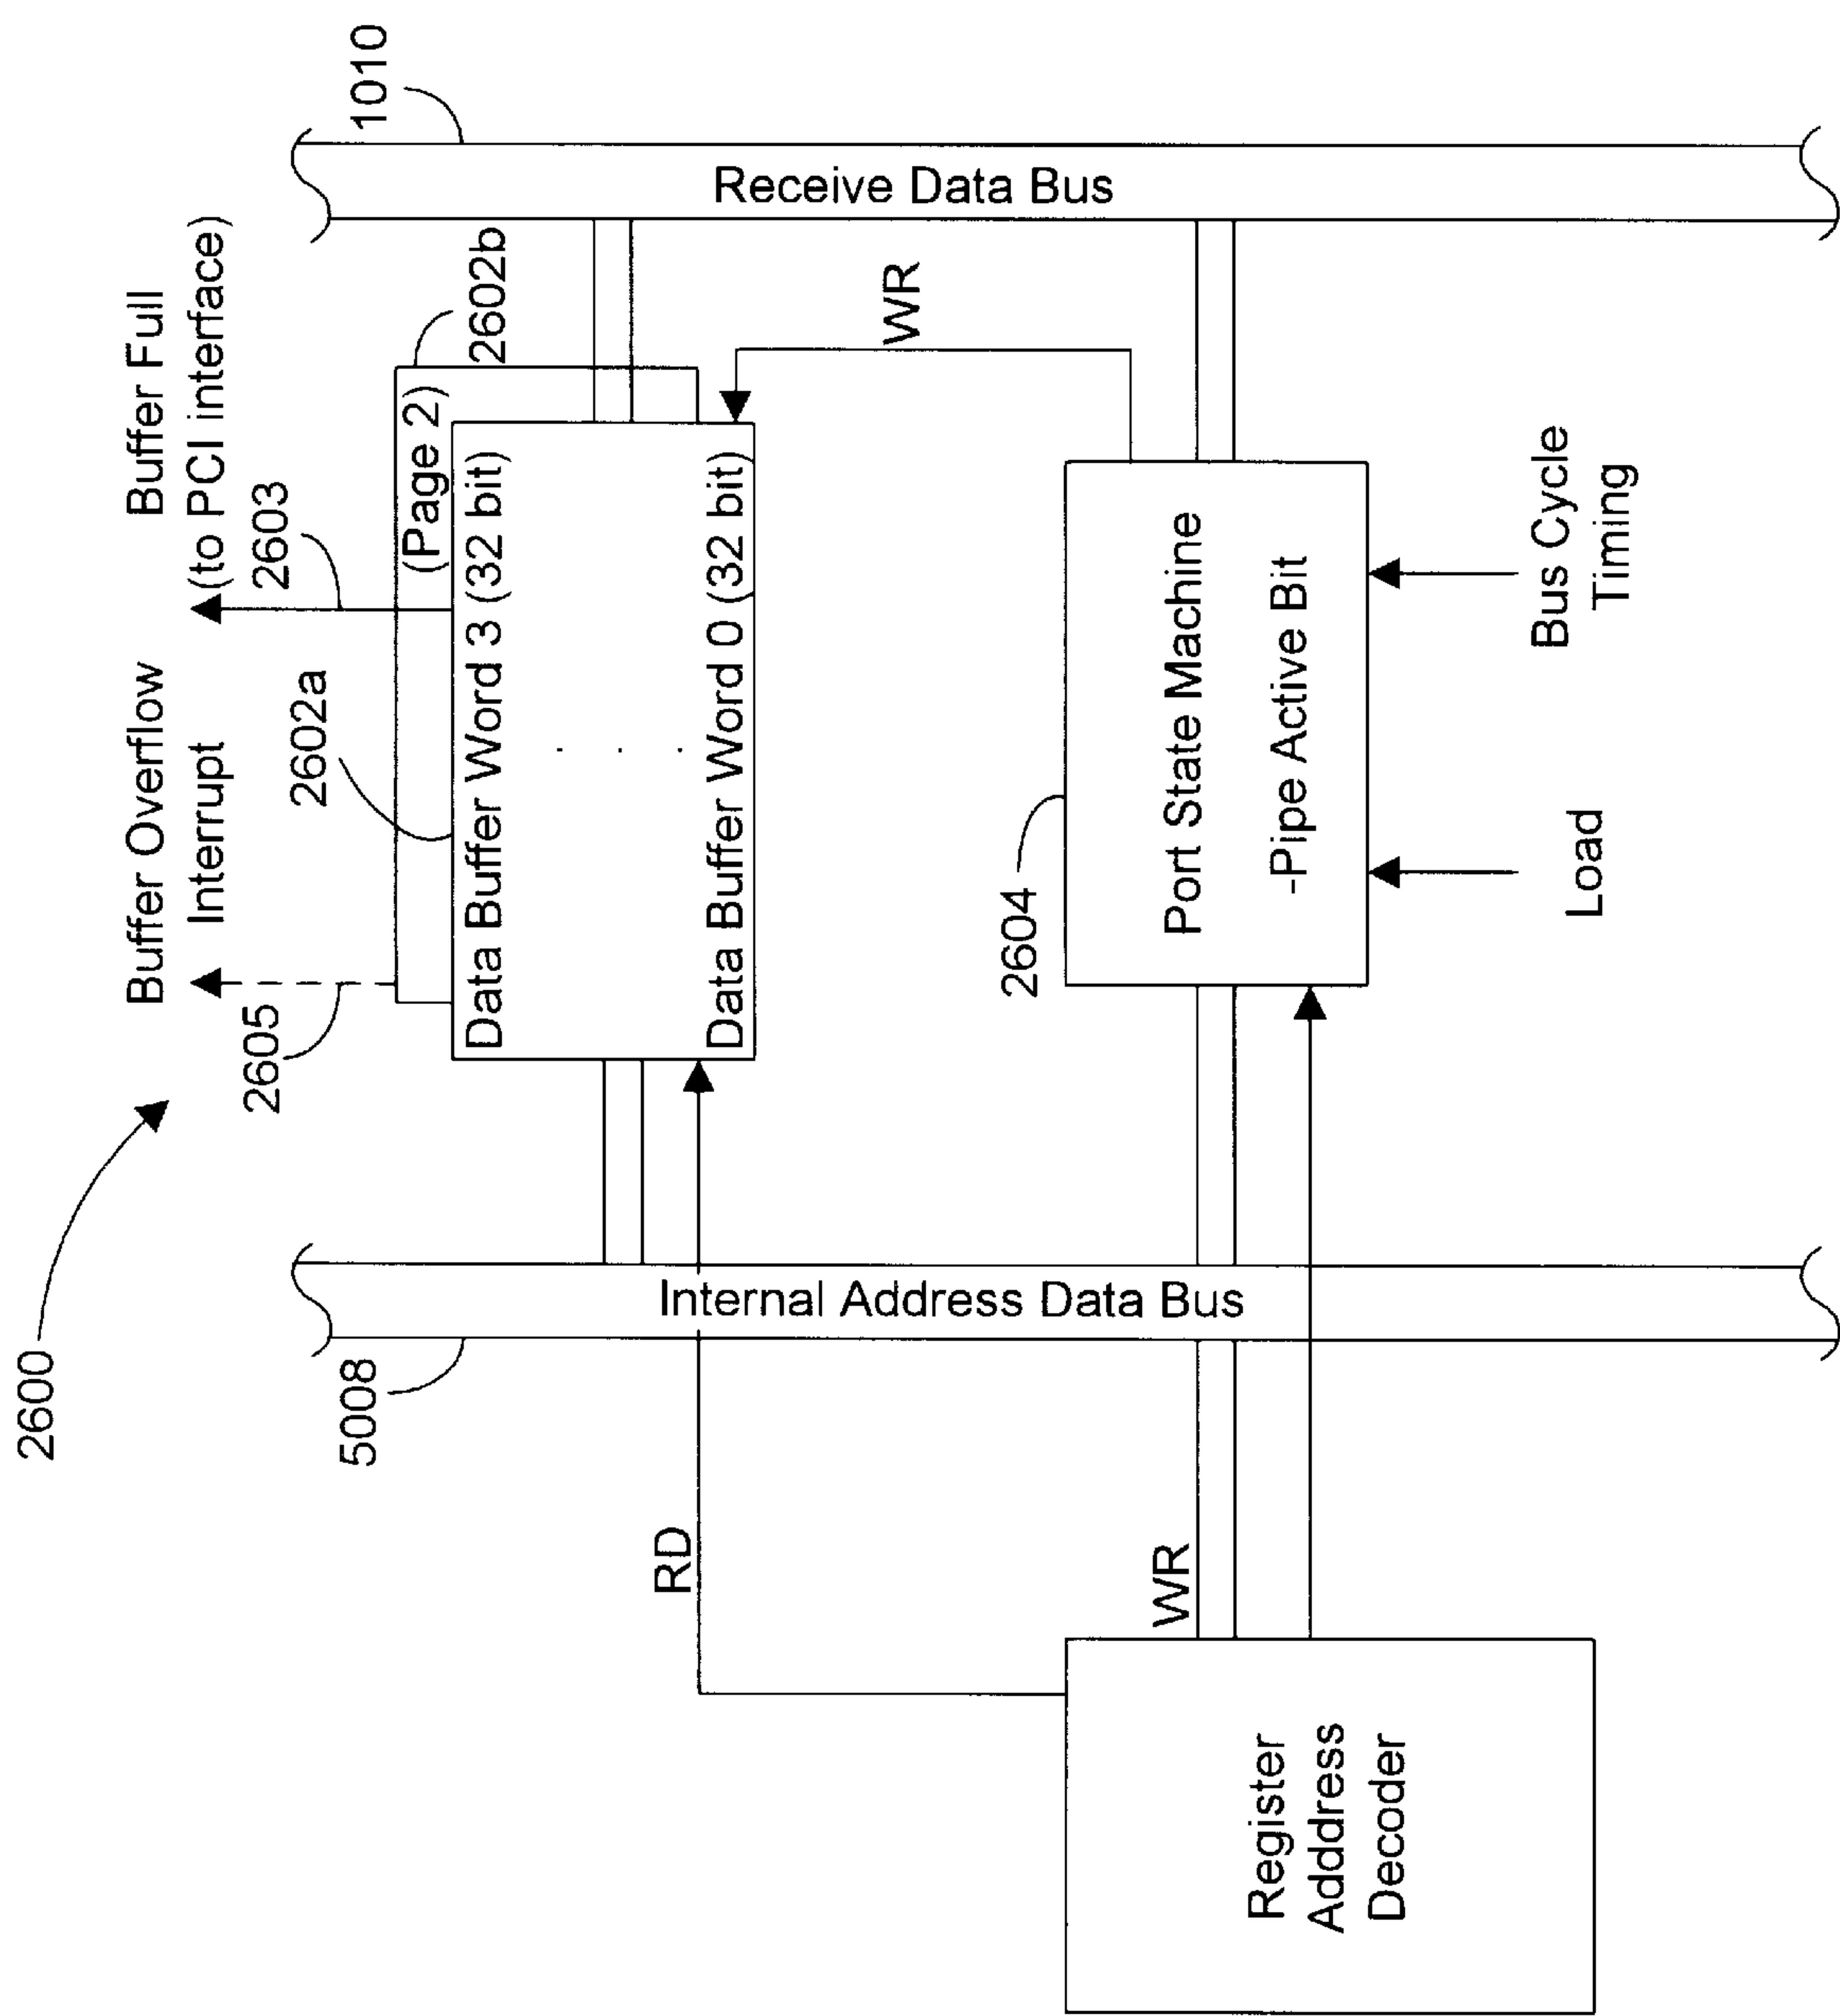 2600
Buffer Overflow
Interrupt
Buffer Full
(to PCI interface)
2605
2602a
2603
2602b
5008
1010
(Page 2)
Data Buffer Word 3 (32 bit)
. . .
Data Buffer Word 0 (32 bit)
RD
WR
Internal Address Data Bus
Receive Data Bus
2604
WR
Port State Machine
-Pipe Active Bit
Register
Adddress
Decoder
Load
Bus Cycle
Timing